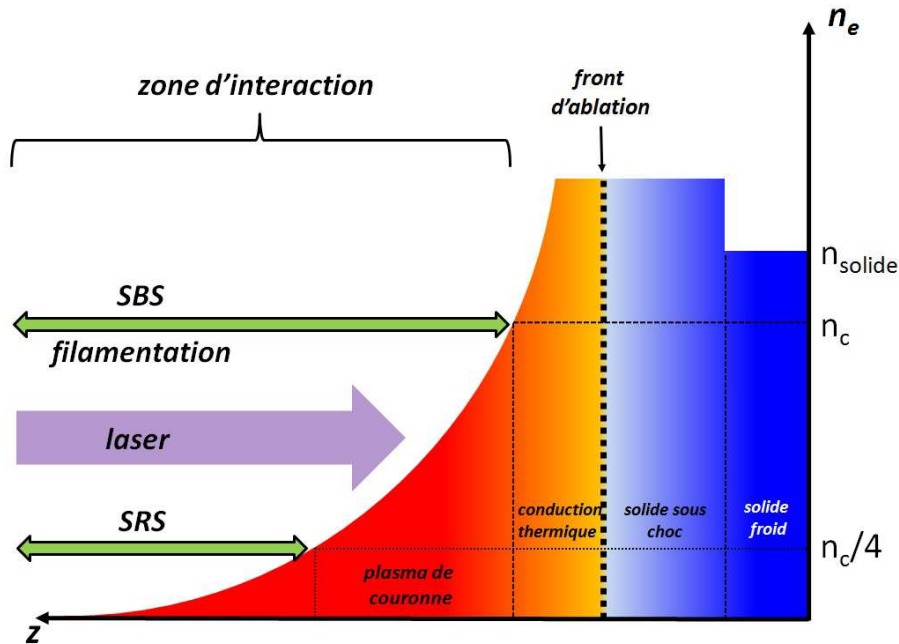 n_e
zone d'interaction
front
d'ablation
n_solide
SBS
n_c
filamentation
laser
conduction
thermique
solide sous
choc
solide
froid
SRS
n_c/4
plasma de
couronne
z